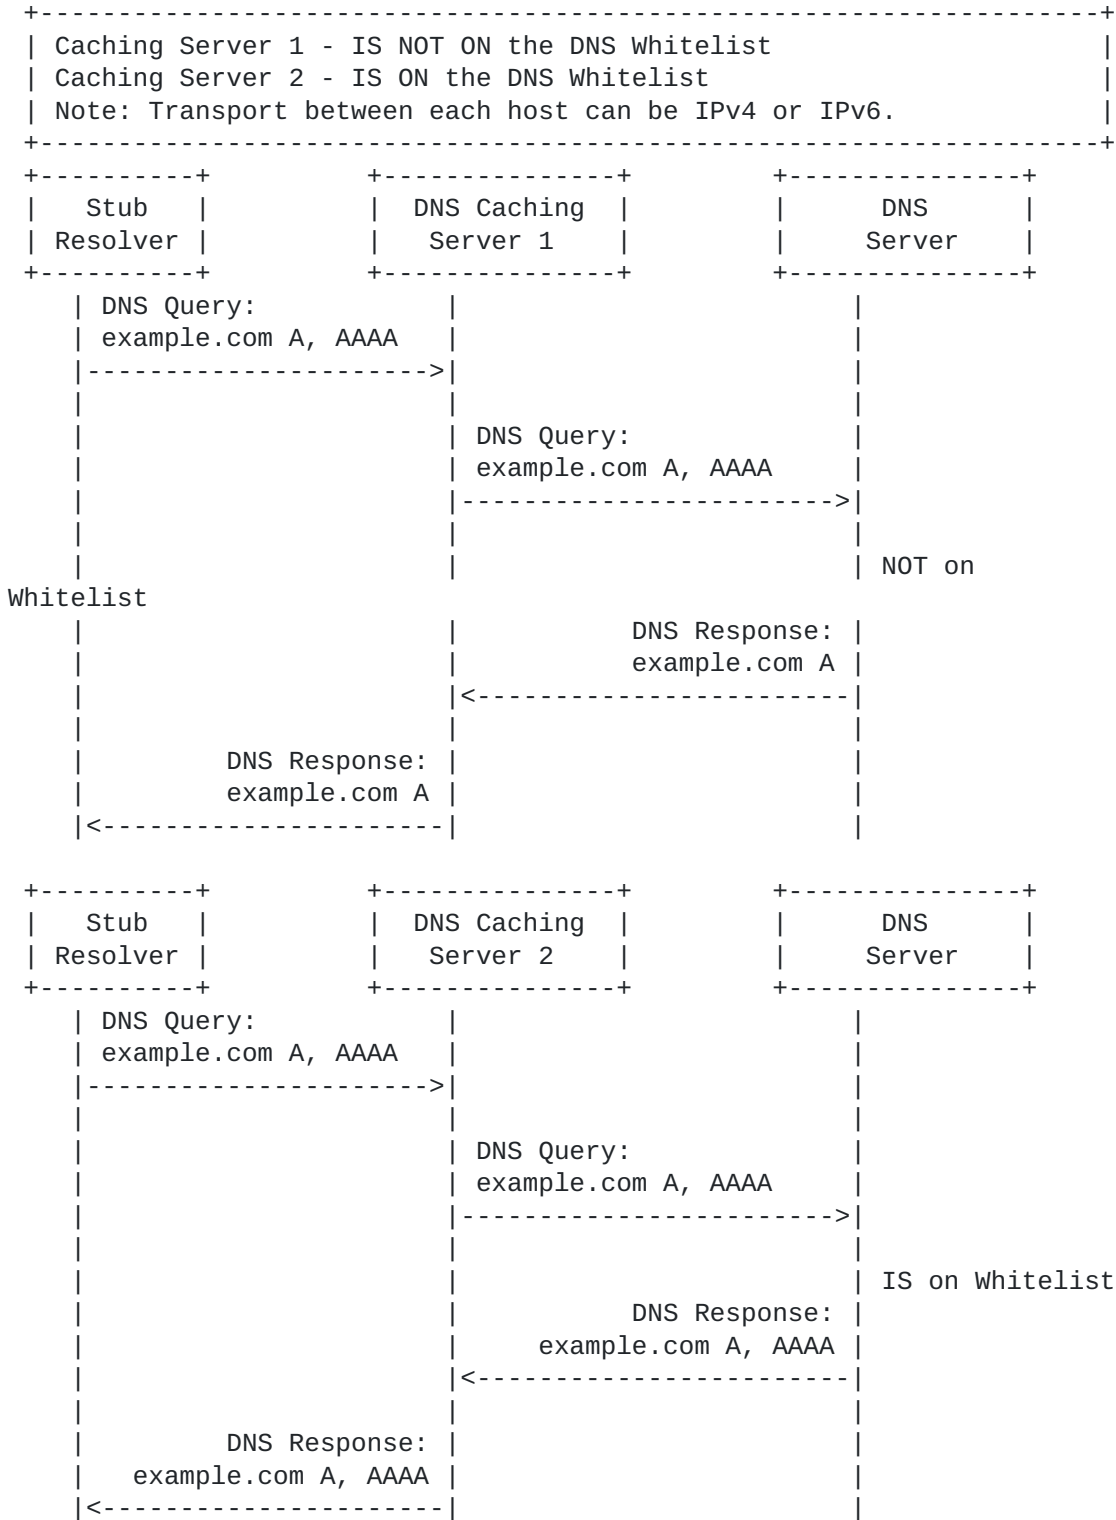 Caching Server 1 - IS NOT ON the DNS Whitelist
Caching Server 2 - IS ON the DNS Whitelist
Note: Transport between each host can be IPv4 or IPv6.
Stub DNS Caching DNS
Resolver Server 1 Server
DNS Query:
example.com A, AAAA
DNS Query:
example.com A, AAAA
NOT on
Whitelist
DNS Response:
example.com A
DNS Response:
example.com A
Stub DNS Caching DNS
Resolver Server 2 Server
DNS Query:
example.com A, AAAA
DNS Query:
example.com A, AAAA
IS on Whitelist
DNS Response:
example.com A, AAAA
DNS Response:
example.com A, AAAA